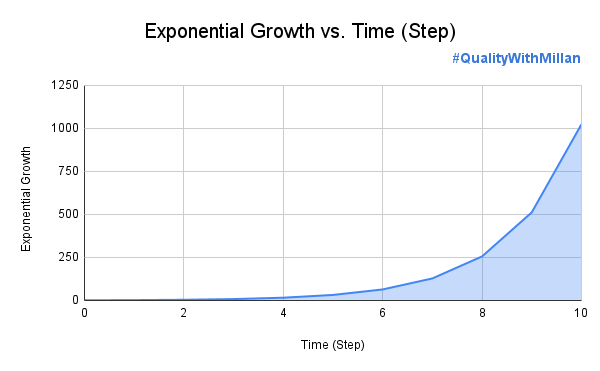 Exponential Growth vs. Time (Step)
#QualityWithMillan
1250
1000
750
500
250
0
Exponential Growth
0 2 4 6 8 10
Time (Step)